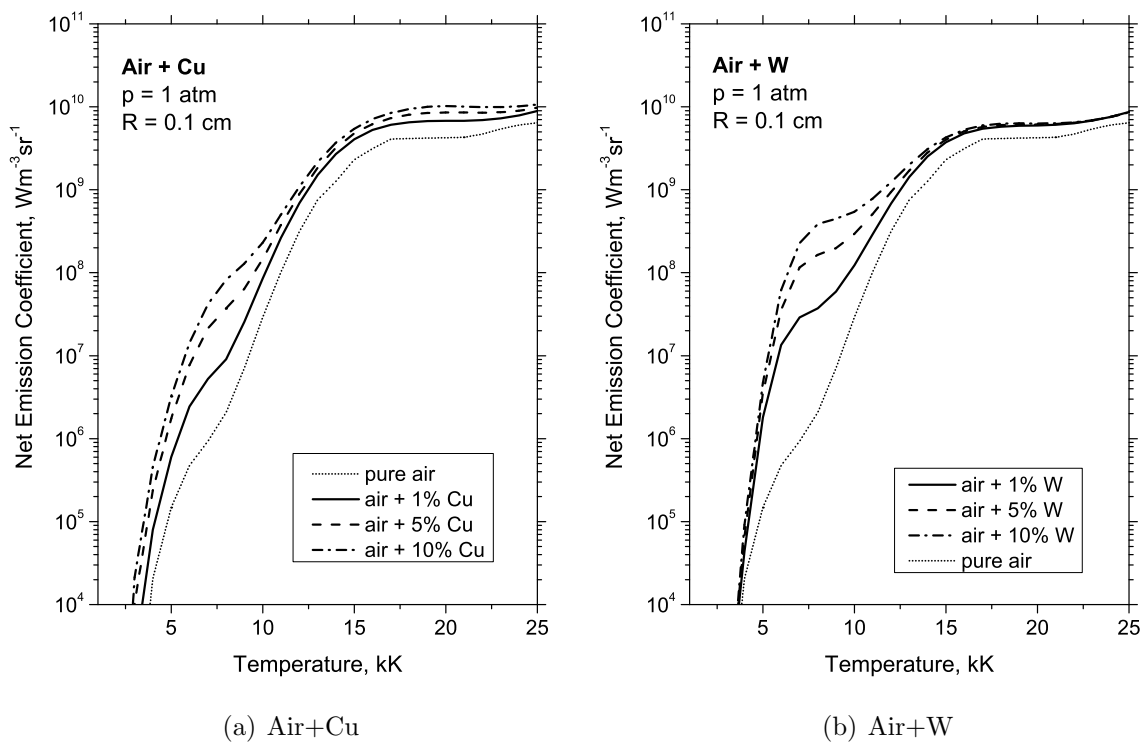 Air + Cu
p = 1 atm
R = 0.1 cm
Net Emission Coefficient, Wm⁻³sr⁻¹
10¹¹
10¹⁰
10⁹
10⁸
10⁷
10⁶
10⁵
10⁴
pure air
air + 1% Cu
air + 5% Cu
air + 10% Cu
5 10 15 20 25
Temperature, kK
(a) Air+Cu
Air + W
p = 1 atm
R = 0.1 cm
Net Emission Coefficient, Wm⁻³sr⁻¹
10¹¹
10¹⁰
10⁹
10⁸
10⁷
10⁶
10⁵
10⁴
air + 1% W
air + 5% W
air + 10% W
pure air
5 10 15 20 25
Temperature, kK
(b) Air+W